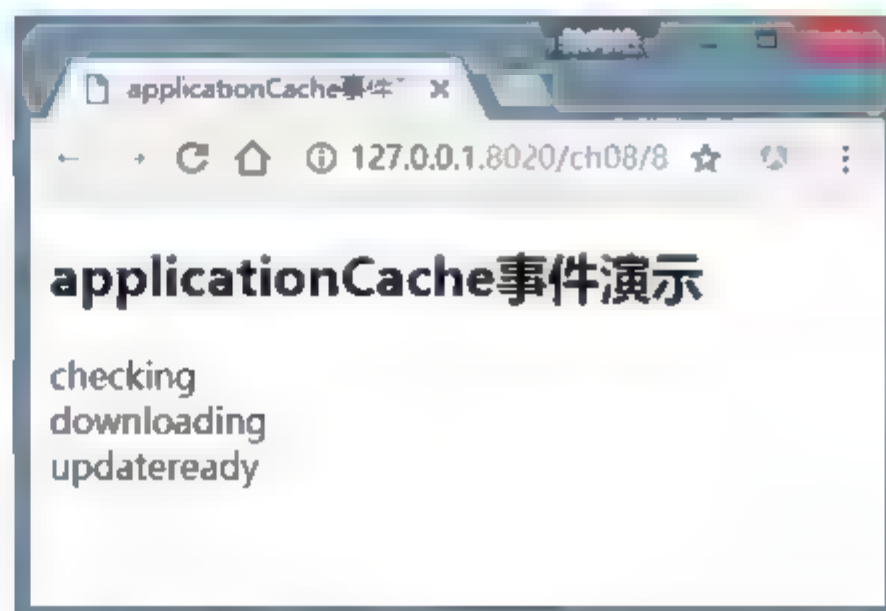 applicationCache事件
127.0.0.1:8020/ch08/8
applicationCache事件演示
checking
downloading
updateready